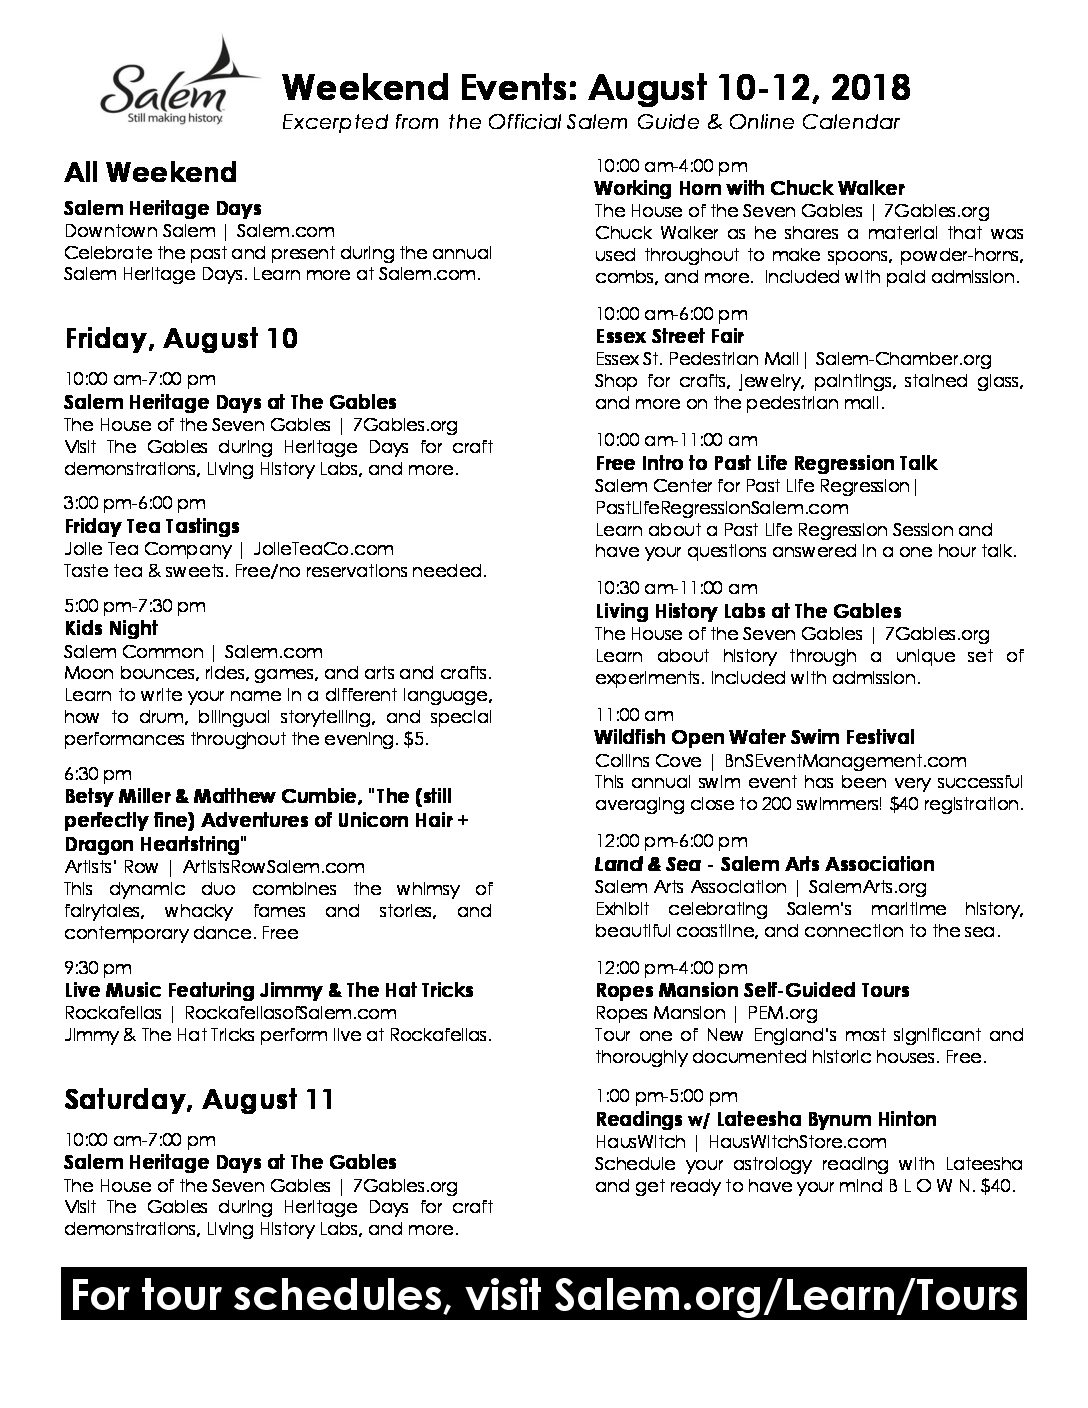 Salem
Still making history.
Weekend Events: August 10-12, 2018
Excerpted from the Official Salem Guide & Online Calendar
All Weekend
Salem Heritage Days
Downtown Salem | Salem.com
Celebrate the past and present during the annual
Salem Heritage Days. Learn more at Salem.com.
Friday, August 10
10:00 am-7:00 pm
Salem Heritage Days at The Gables
The House of the Seven Gables | 7Gables.org
Visit The Gables during Heritage Days for craft
demonstrations, Living History Labs, and more.
3:00 pm-6:00 pm
Friday Tea Tastings
Jolie Tea Company | JolieTeaCo.com
Taste tea & sweets. Free/no reservations needed.
5:00 pm-7:30 pm
Kids Night
Salem Common | Salem.com
Moon bounces, rides, games, and arts and crafts.
Learn to write your name in a different language,
how to drum, bilingual storytelling, and special
performances throughout the evening. $5.
6:30 pm
Betsy Miller & Matthew Cumbie, "The (still
perfectly fine) Adventures of Unicorn Hair +
Dragon Heartstring"
Artists' Row | ArtistsRowSalem.com
This dynamic duo combines the whimsy of
fairytales, whacky fames and stories, and
contemporary dance. Free
9:30 pm
Live Music Featuring Jimmy & The Hat Tricks
Rockafellas | RockafellasofSalem.com
Jimmy & The Hat Tricks perform live at Rockafellas.
Saturday, August 11
10:00 am-7:00 pm
Salem Heritage Days at The Gables
The House of the Seven Gables | 7Gables.org
Visit The Gables during Heritage Days for craft
demonstrations, Living History Labs, and more.
10:00 am-4:00 pm
Working Horn with Chuck Walker
The House of the Seven Gables | 7Gables.org
Chuck Walker as he shares a material that was
used throughout to make spoons, powder-horns,
combs, and more. Included with paid admission.
10:00 am-6:00 pm
Essex Street Fair
Essex St. Pedestrian Mall| Salem-Chamber.org
Shop for crafts, jewelry, paintings, stained glass,
and more on the pedestrian mall.
10:00 am-11:00 am
Free Intro to Past Life Regression Talk
Salem Center for Past Life Regression|
PastLifeRegressionSalem.com
Learn about a Past Life Regression Session and
have your questions answered in a one hour talk.
10:30 am-11:00 am
Living History Labs at The Gables
The House of the Seven Gables | 7Gables.org
Learn about history through a unique set of
experiments. Included with admission.
11:00 am
Wildfish Open Water Swim Festival
Collins Cove | BnSEventManagement.com
This annual swim event has been very successful
averaging close to 200 swimmers! $40 registration.
12:00 pm-6:00 pm
Land & Sea - Salem Arts Association
Salem Arts Association | SalemArts.org
Exhibit celebrating Salem's maritime history,
beautiful coastline, and connection to the sea.
12:00 pm-4:00 pm
Ropes Mansion Self-Guided Tours
Ropes Mansion | PEM.org
Tour one of New England's most significant and
thoroughly documented historic houses. Free.
1:00 pm-5:00 pm
Readings w/ Lateesha Bynum Hinton
HausWitch | HausWitchStore.com
Schedule your astrology reading with Lateesha
and get ready to have your mind B L O W N. $40.
For tour schedules, visit Salem.org/Learn/Tours